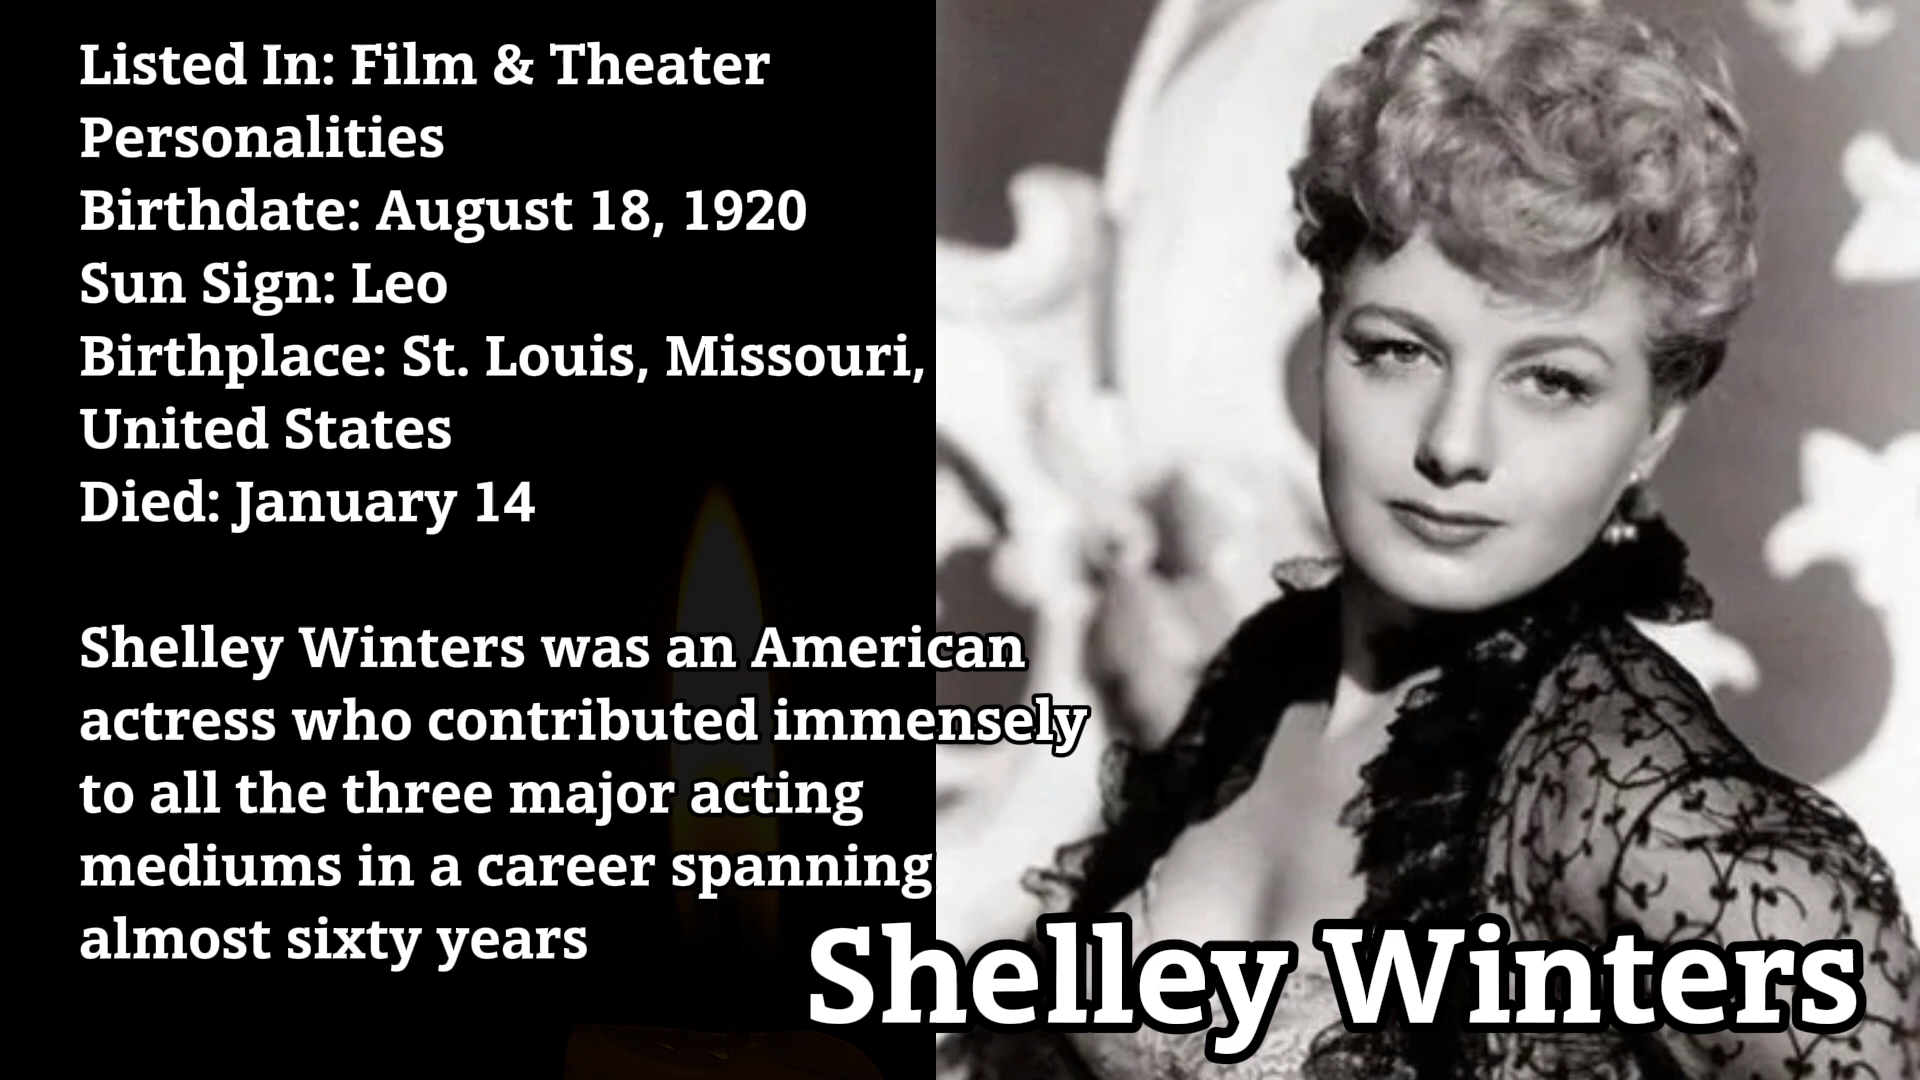 Listed In: Film & Theater
Personalities
Birthdate: August 18, 1920
Sun Sign: Leo
Birthplace: St. Louis, Missouri,
United States
Died: January 14
Shelley Winters was an American
actress who contributed immensely
to all the three major acting
mediums in a career spanning
almost sixty years
Shelley Winters